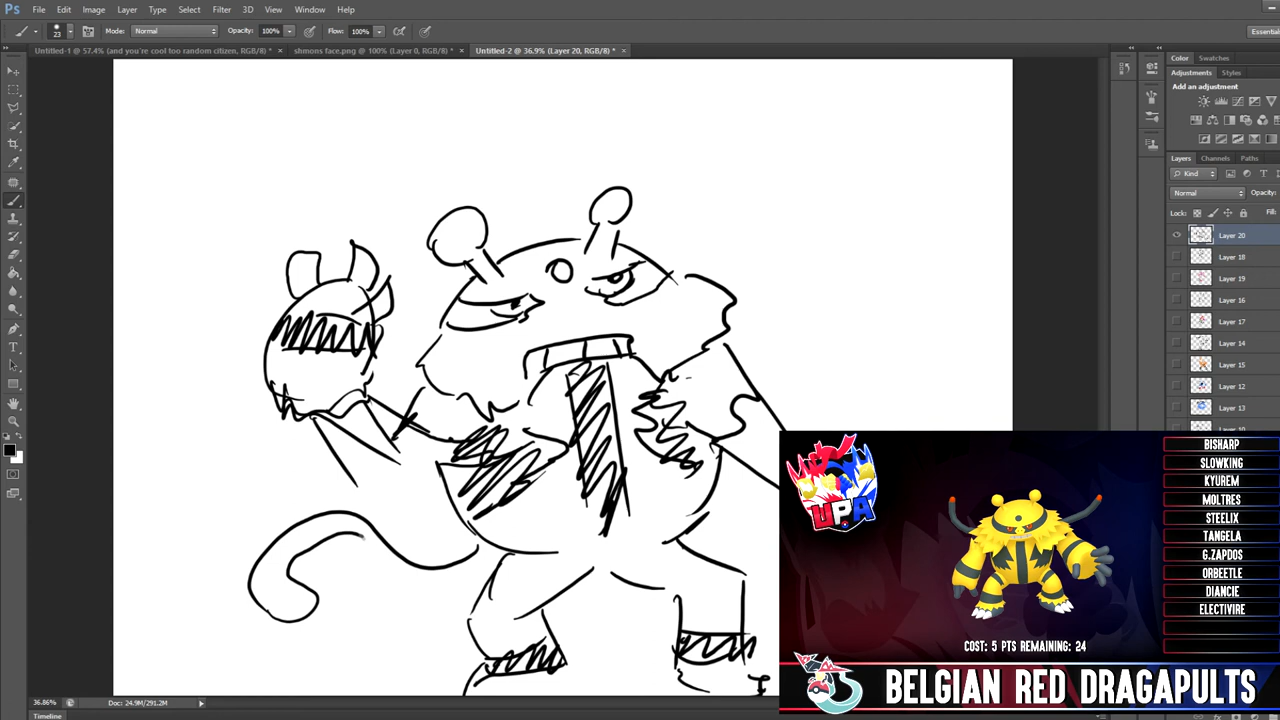 Ps File Edit Image Layer Type Select Filter 3D View Window Help
23 Mode: Normal Opacity: 100% Flow: 100% Essentia
Untitled-1 @ 57.4% (and you're cool too random citizen, RGB/8) * × shmons face.png @ 100% (Layer 0, RGB/8) * × Untitled-2 @ 36.9% (Layer 20, RGB/8) * ×
Color Swatches
Adjustments Styles
Add an adjustment
Layers Channels Paths
Kind
Normal Opacity:
Lock: Fill:
Layer 20
Layer 18
Layer 19
Layer 16
Layer 17
Layer 14
Layer 15
Layer 12
Layer 13
UPA
BISHARP
SLOWKING
KYUREM
MOLTRES
STEELIX
TANGELA
G.ZAPDOS
ORBEETLE
DIANCIE
ELECTIVIRE
COST: 5 PTS REMAINING: 24
BELGIAN RED DRAGAPULTS
36.86% Doc: 24.9M/291.2M
Timeline